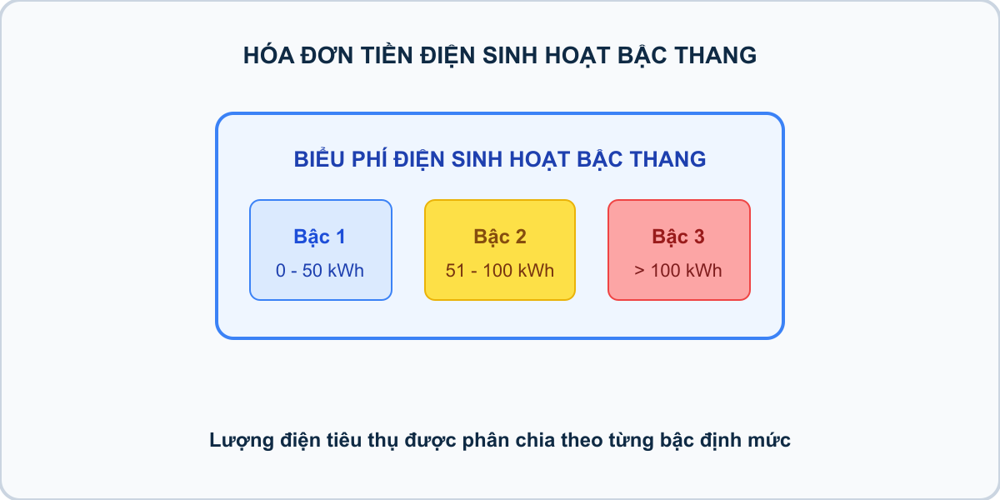 HÓA ĐƠN TIỀN ĐIỆN SINH HOẠT BẬC THANG
BIỂU PHÍ ĐIỆN SINH HOẠT BẬC THANG
Bậc 1
0 - 50 kWh
Bậc 2
51 - 100 kWh
Bậc 3
> 100 kWh
Lượng điện tiêu thụ được phân chia theo từng bậc định mức